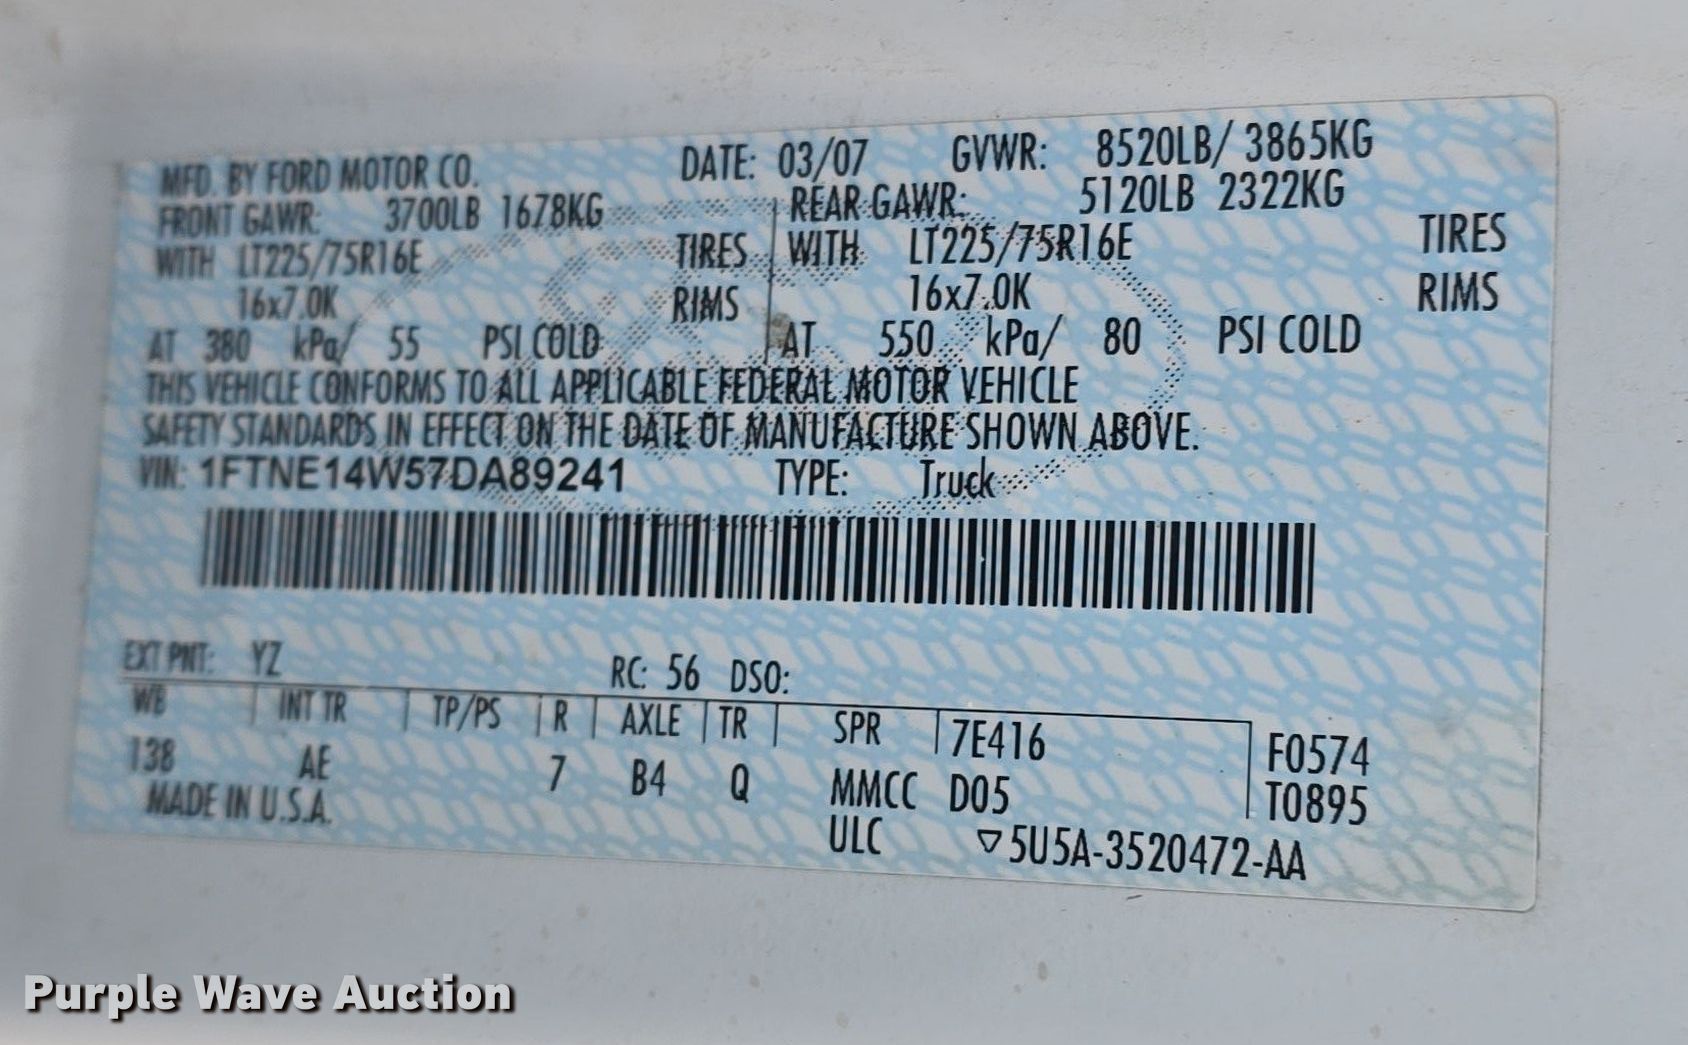 MFD. BY FORD MOTOR CO. DATE: 03/07 GVWR: 8520LB/ 3865KG
FRONT GAWR: 3700LB 1678KG REAR GAWR: 5120LB 2322KG
WITH LT225/75R16E TIRES WITH LT225/75R16E TIRES
16x7.0K RIMS 16x7.0K RIMS
AT 380 kPa/ 55 PSI COLD AT 550 kPa/ 80 PSI COLD
THIS VEHICLE CONFORMS TO ALL APPLICABLE FEDERAL MOTOR VEHICLE
SAFETY STANDARDS IN EFFECT ON THE DATE OF MANUFACTURE SHOWN ABOVE.
VIN: 1FTNE14W57DA89241 TYPE: Truck
EXT PNT: YZ RC: 56 DSO:
WB INT TR TP/PS R AXLE TR SPR 7E416 F0574
138 AE 7 B4 Q MMCC D05 T0895
MADE IN U.S.A. ULC ▽5U5A-3520472-AA
Purple Wave Auction